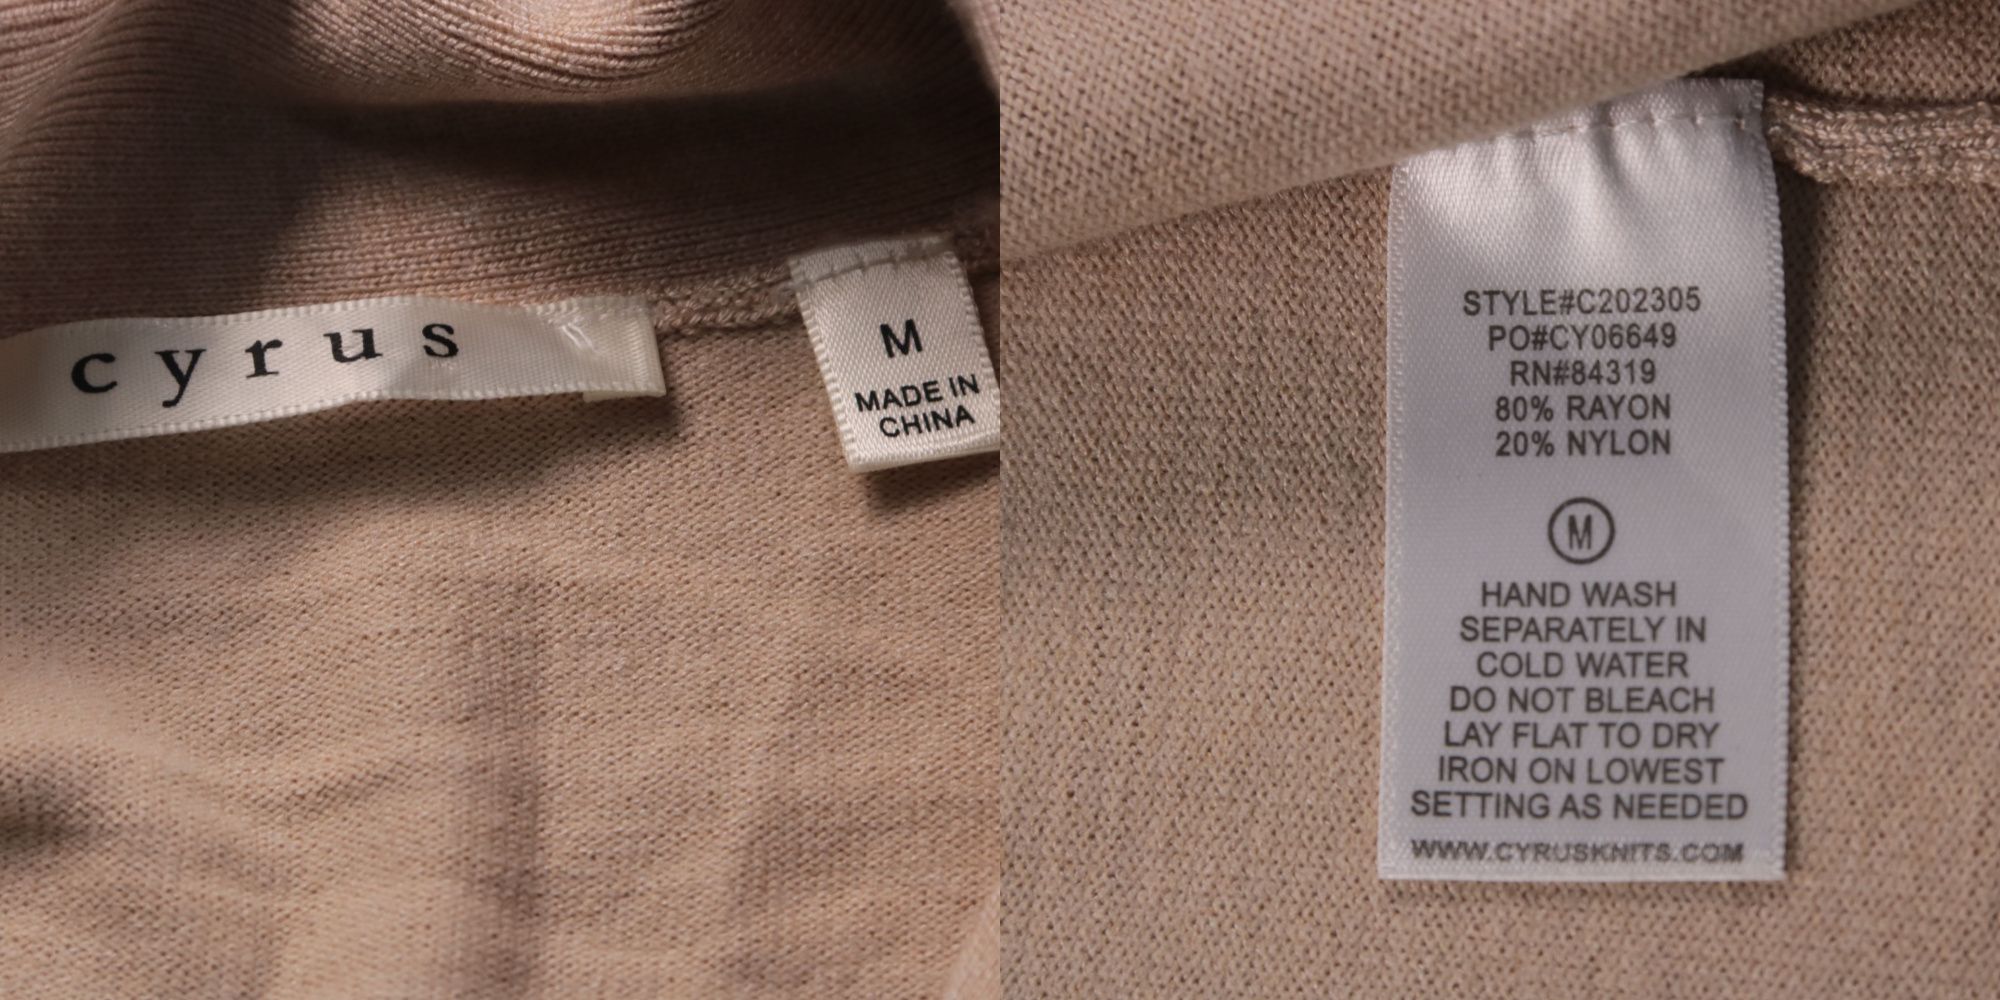 cyrus
M
MADE IN
CHINA
STYLE#C202305
PO#CY06649
RN#84319
80% RAYON
20% NYLON
M
HAND WASH
SEPARATELY IN
COLD WATER
DO NOT BLEACH
LAY FLAT TO DRY
IRON ON LOWEST
SETTING AS NEEDED
WWW.CYRUSKNITS.COM